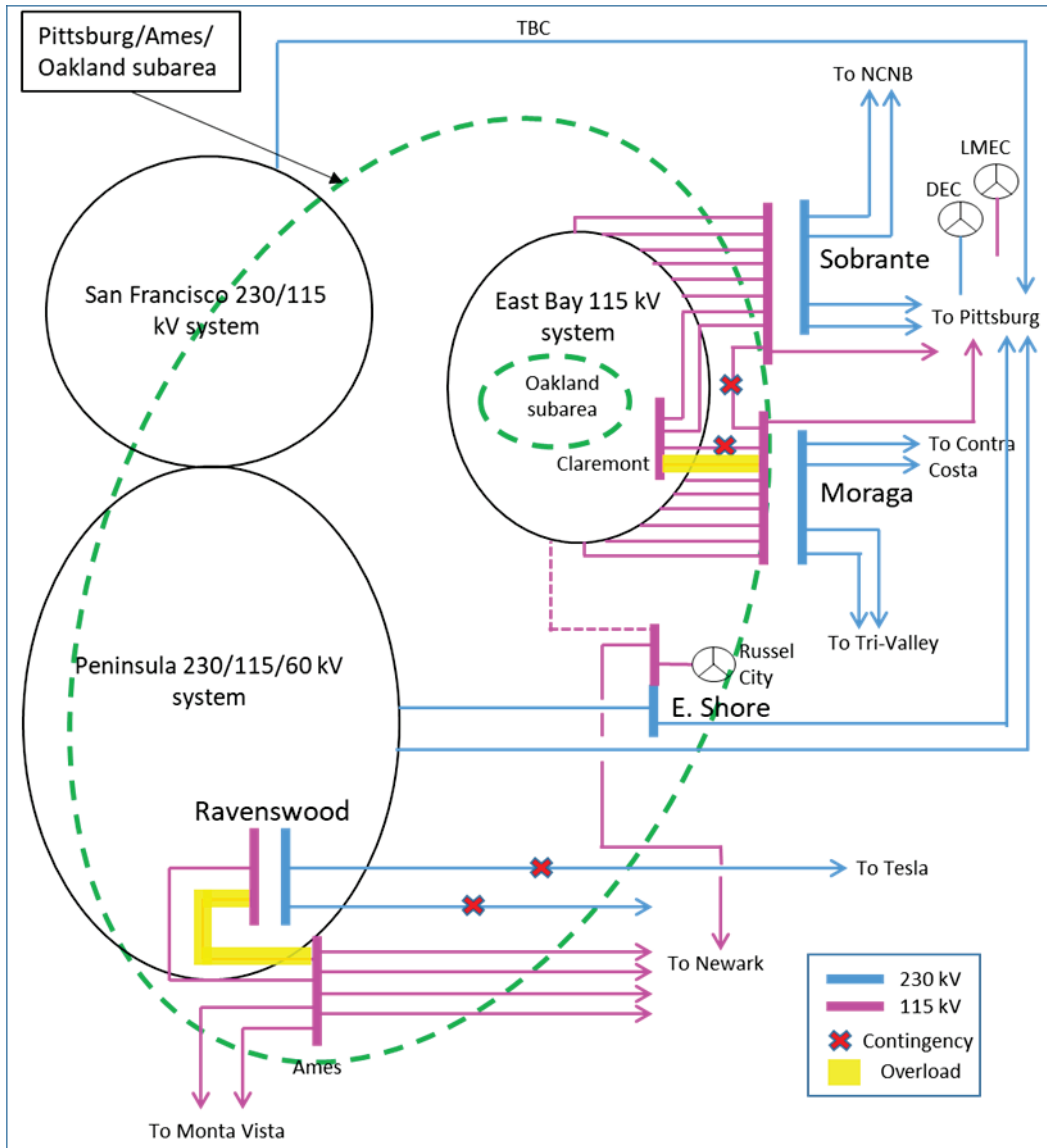 Pittsburg/Ames/
Oakland subarea
TBC
To NCNB
LMEC
DEC
Sobrante
San Francisco 230/115
kV system
East Bay 115 kV
system
To Pittsburg
Oakland
subarea
Claremont
To Contra
Costa
Moraga
To Tri-Valley
Russel
City
Peninsula 230/115/60 kV
system
E. Shore
Ravenswood
To Tesla
To Newark
230 kV
115 kV
Contingency
Overload
Ames
To Monta Vista